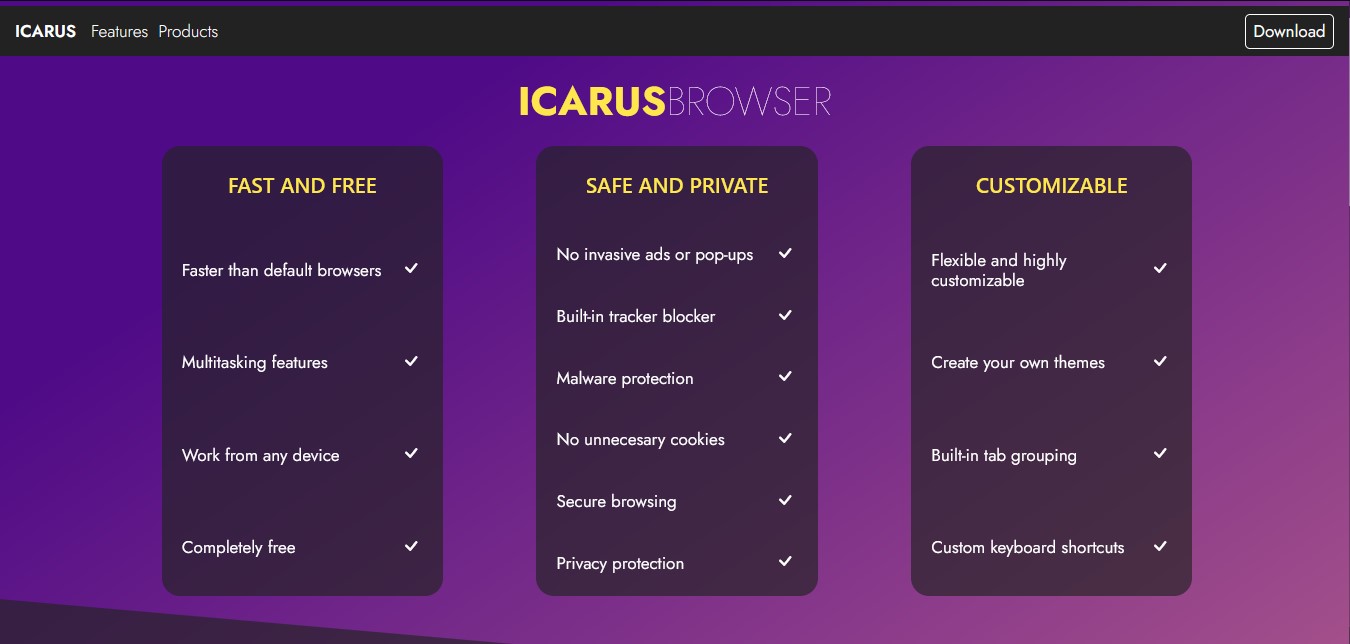 ICARUS Features Products Download
ICARUSBROWSER
FAST AND FREE
Faster than default browsers
Multitasking features
Work from any device
Completely free
SAFE AND PRIVATE
No invasive ads or pop-ups
Built-in tracker blocker
Malware protection
No unnecesary cookies
Secure browsing
Privacy protection
CUSTOMIZABLE
Flexible and highly
customizable
Create your own themes
Built-in tab grouping
Custom keyboard shortcuts